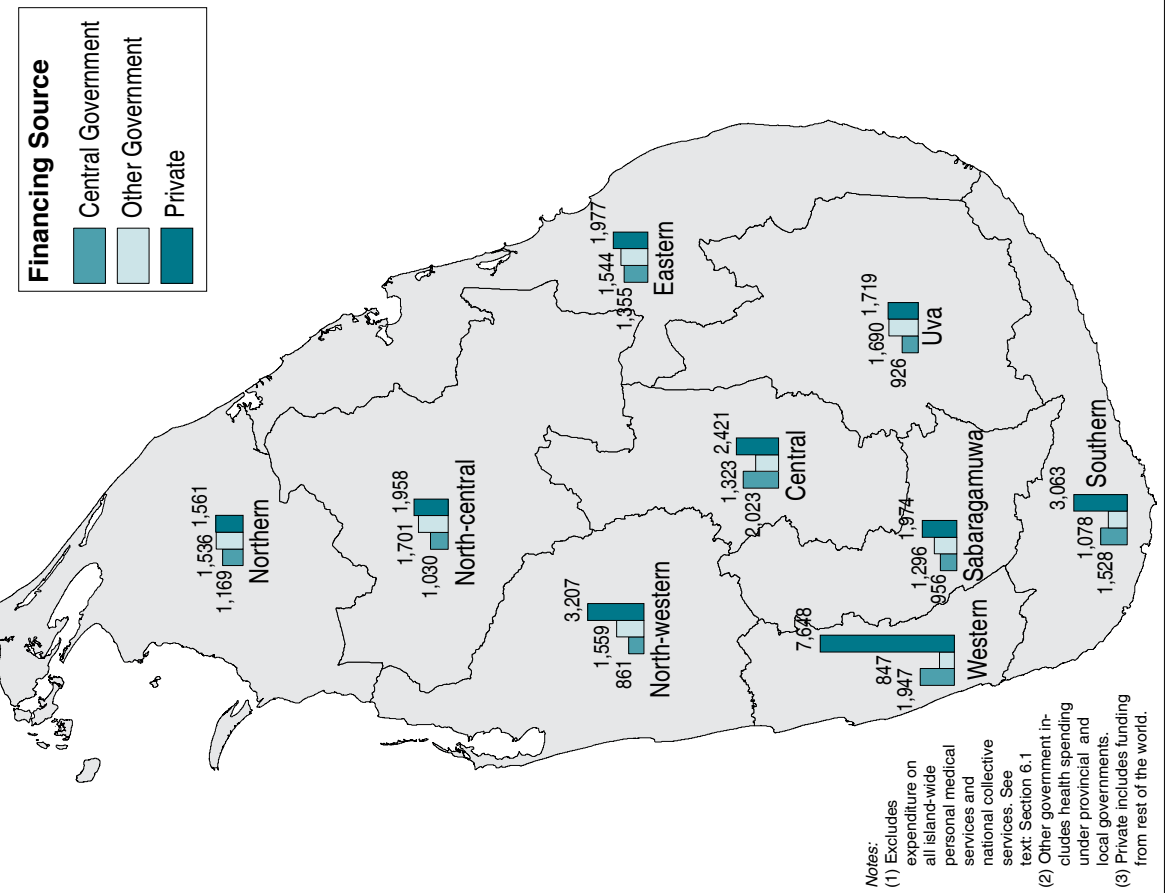 Financing Source
Central Government
Other Government
Private
1,169
1,536
1,561
Northern
1,030
1,701
1,958
North-central
1,355
1,544
1,977
Eastern
861
1,559
3,207
North-western
2,023
1,323
2,421
Central
926
1,690
1,719
Uva
1,947
847
7,648
Western
956
1,296
1,974
Sabaragamuwa
1,528
1,078
3,063
Southern
Notes:
(1) Excludes
expenditure on
all island-wide
personal medical
services and
national collective
services. See
text: Section 6.1
(2) Other government in-
cludes health spending
under provincial and
local governments.
(3) Private includes funding
from rest of the world.